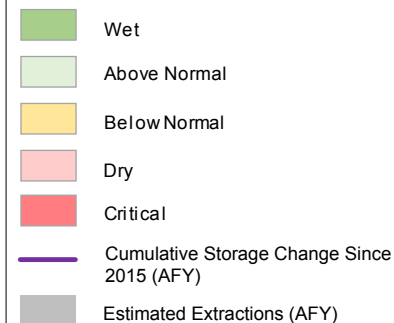 Wet
Above Normal
Below Normal
Dry
Critical
Cumulative Storage Change Since
2015 (AFY)
Estimated Extractions (AFY)